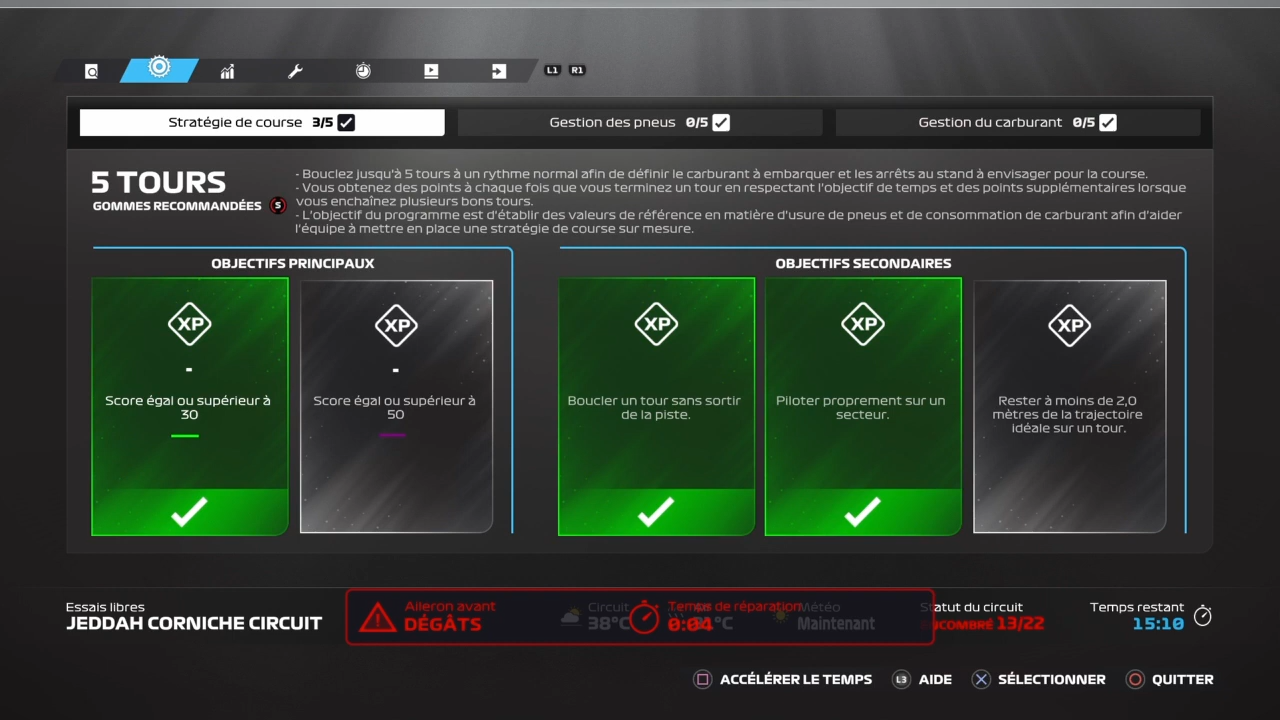 L1 R1
Stratégie de course 3/5
Gestion des pneus 0/5
Gestion du carburant 0/5
5 TOURS
GOMMES RECOMMANDÉES S
- Bouclez jusqu'à 5 tours à un rythme normal afin de définir le carburant à embarquer et les arrêts au stand à envisager pour la course.
- Vous obtenez des points à chaque fois que vous terminez un tour en respectant l'objectif de temps et des points supplémentaires lorsque
vous enchaînez plusieurs bons tours.
- L'objectif du programme est d'établir des valeurs de référence en matière d'usure de pneus et de consommation de carburant afin d'aider
l'équipe à mettre en place une stratégie de course sur mesure.
OBJECTIFS PRINCIPAUX
XP
-
Score égal ou supérieur à
30
XP
-
Score égal ou supérieur à
50
OBJECTIFS SECONDAIRES
XP
Boucler un tour sans sortir
de la piste.
XP
Piloter proprement sur un
secteur.
XP
Rester à moins de 2,0
mètres de la trajectoire
idéale sur un tour.
Essais libres
JEDDAH CORNICHE CIRCUIT
Aileron avant
DÉGÂTS
Circuit
38°C
Temps de réparation
0:04
Météo
Maintenant
Statut du circuit
13/22
Temps restant
15:10
ACCÉLÉRER LE TEMPS
L3 AIDE
SÉLECTIONNER
QUITTER